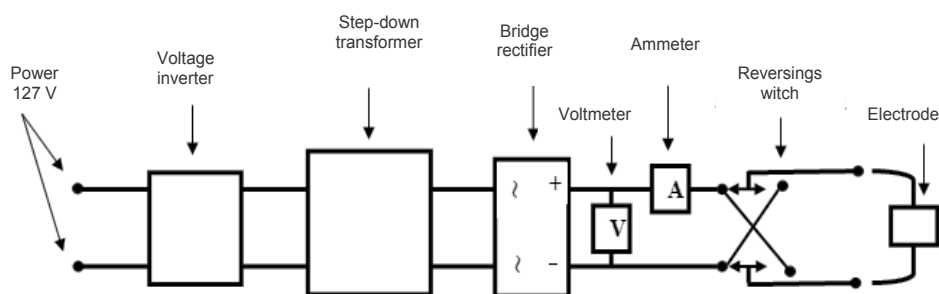 Power
127 V
Voltage
inverter
Step-down
transformer
Bridge
rectifier
Voltmeter
Ammeter
Reversings
witch
Electrode
~
~
+
−
V
A